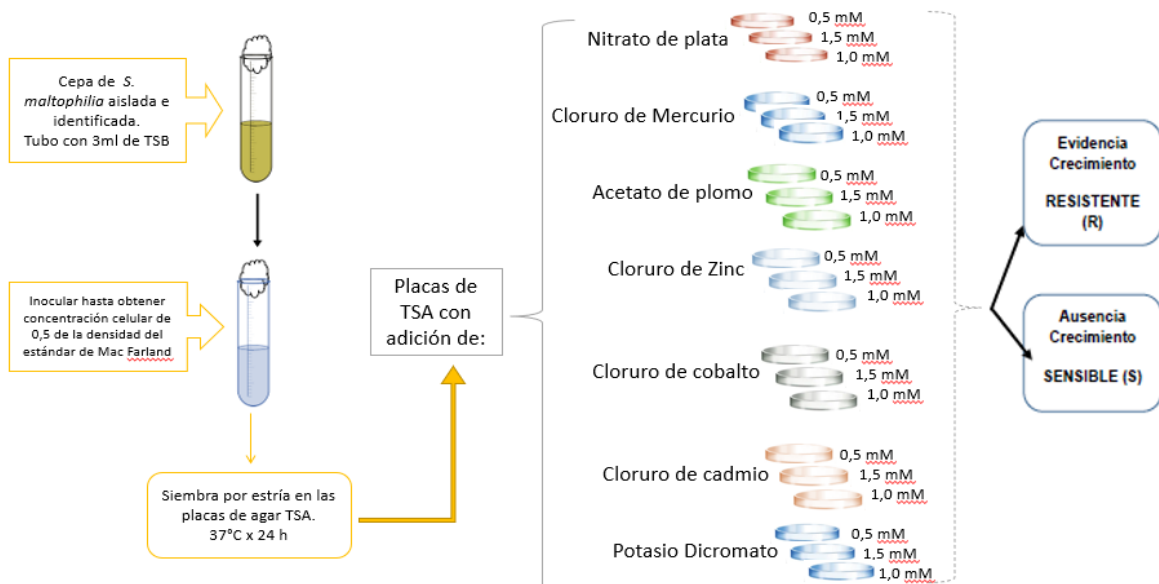 Cepa de S.
maltophilia aislada e
identificada.
Tubo con 3ml de TSB
Inocular hasta obtener
concentración celular de
0,5 de la densidad del
estándar de Mac Farland
Siembra por estría en las
placas de agar TSA.
37°C x 24 h
Placas de
TSA con
adición de:
Nitrato de plata
0,5 mM
1,5 mM
1,0 mM
Cloruro de Mercurio
0,5 mM
1,5 mM
1,0 mM
Acetato de plomo
0,5 mM
1,5 mM
1,0 mM
Cloruro de Zinc
0,5 mM
1,5 mM
1,0 mM
Cloruro de cobalto
0,5 mM
1,5 mM
1,0 mM
Cloruro de cadmio
0,5 mM
1,5 mM
1,0 mM
Potasio Dicromato
0,5 mM
1,5 mM
1,0 mM
Evidencia
Crecimiento
RESISTENTE
(R)
Ausencia
Crecimiento
SENSIBLE (S)